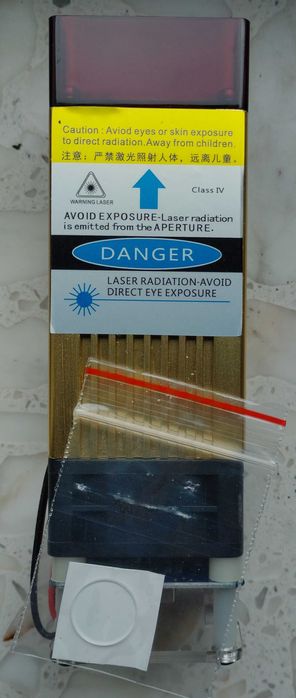 Caution : Aviod eyes or skin exposure
to direct radiation.Away from children.
注意：严禁激光照射人体，远离儿童。
WARNING LASER
Class IV
AVOID EXPOSURE-Laser radiation
is emitted from the APERTURE.
DANGER
LASER RADIATION-AVOID
DIRECT EYE EXPOSURE